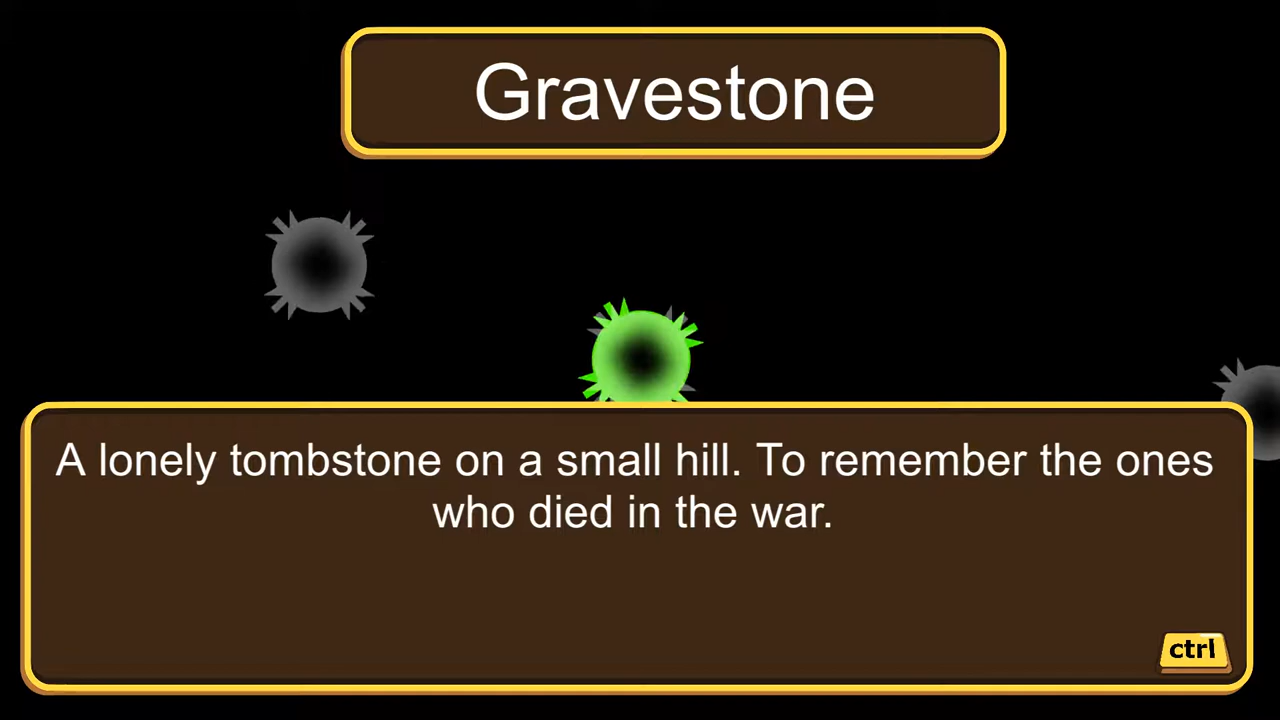 Gravestone
A lonely tombstone on a small hill. To remember the ones
who died in the war.
ctrl